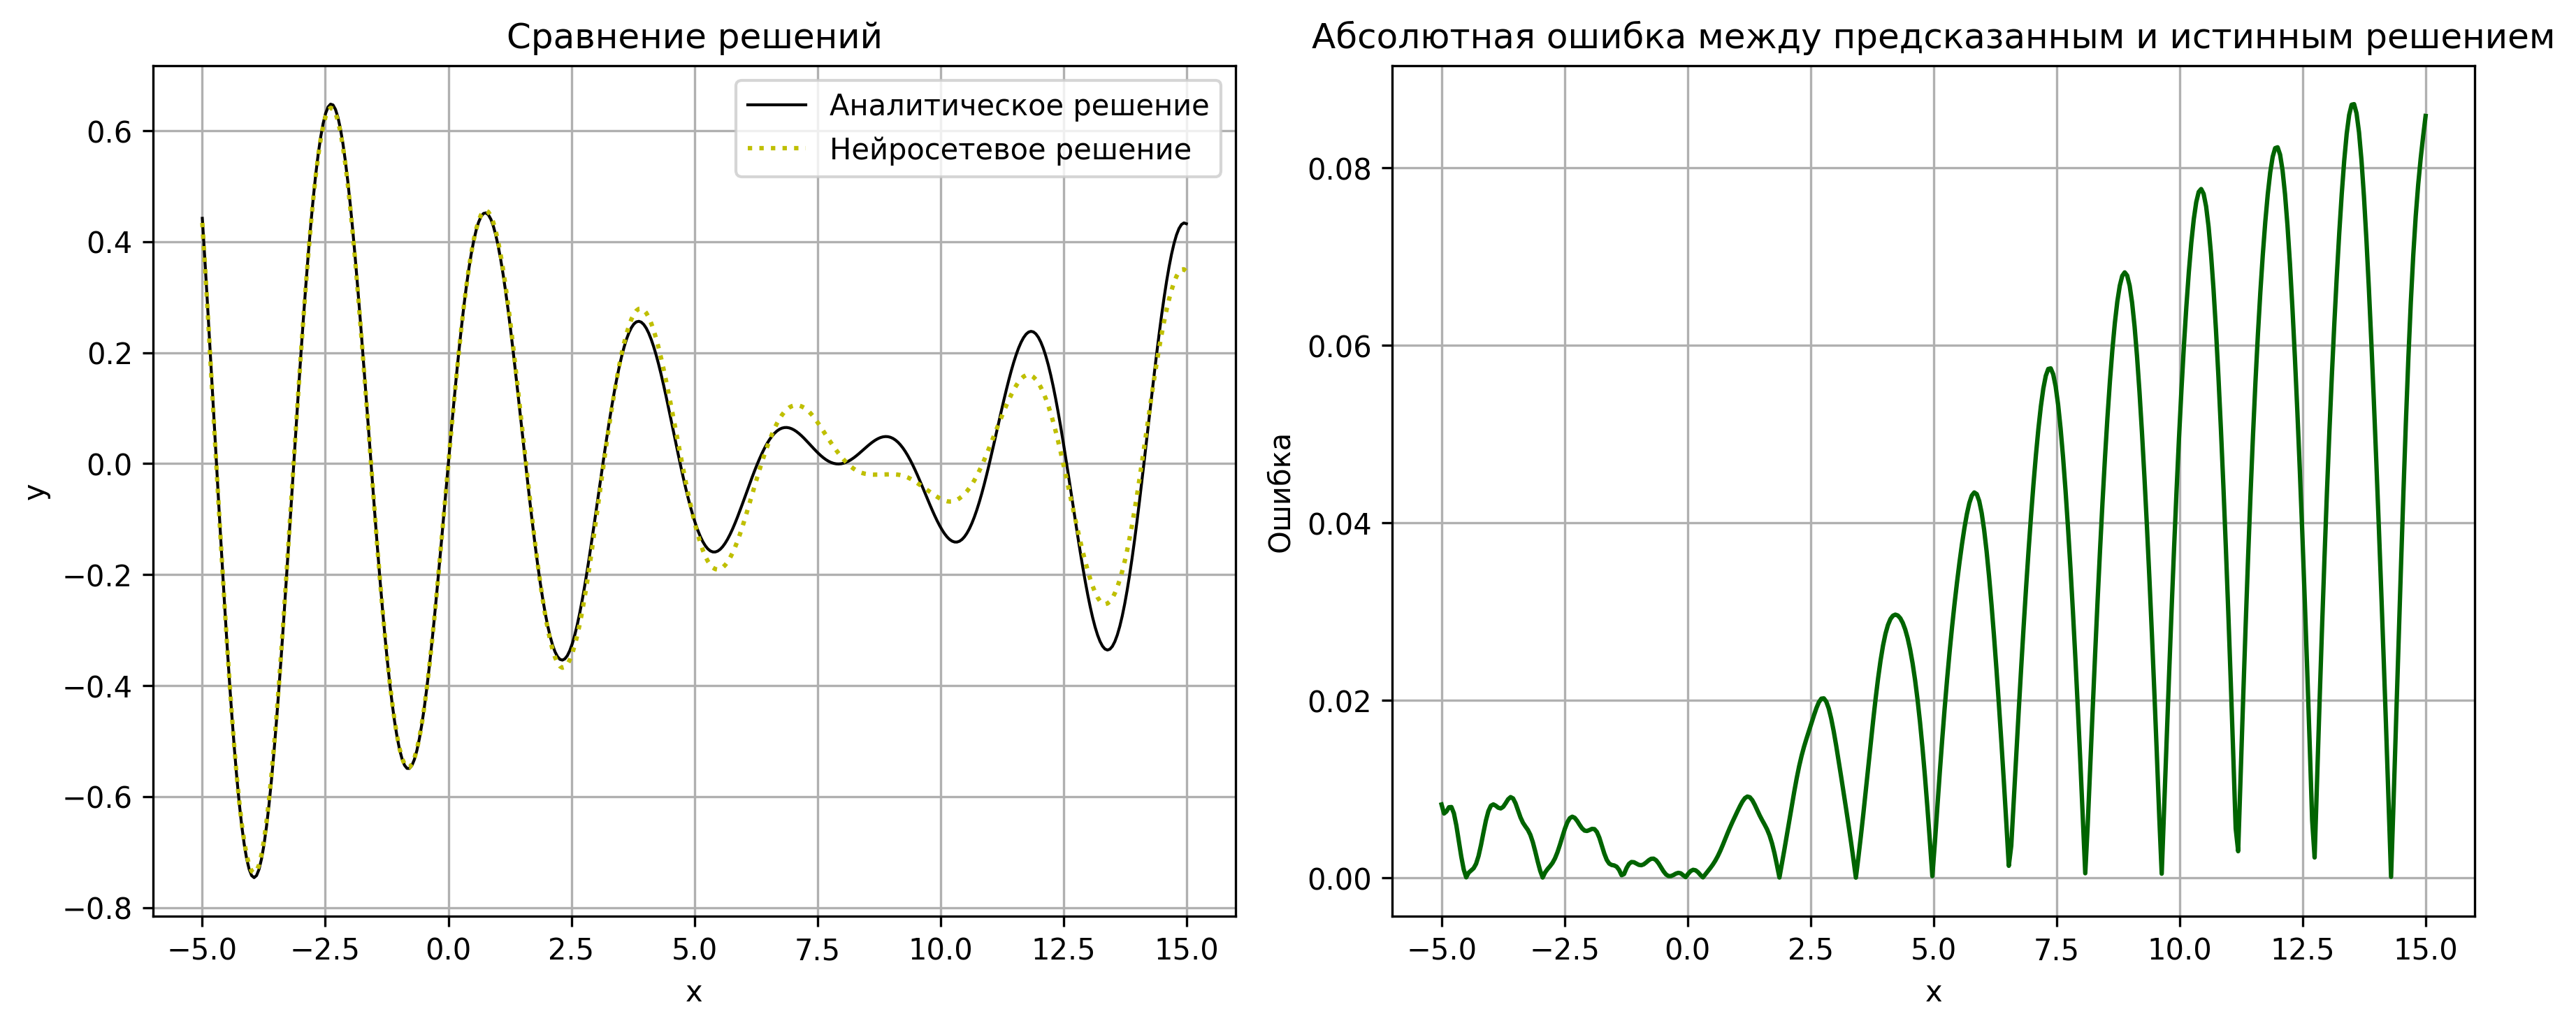 Сравнение решений
Аналитическое решение
Нейросетевое решение
0.6
0.4
0.2
0.0
−0.2
−0.4
−0.6
−0.8
y
−5.0 −2.5 0.0 2.5 5.0 7.5 10.0 12.5 15.0
x
Абсолютная ошибка между предсказанным и истинным решением
0.08
0.06
0.04
0.02
0.00
Ошибка
−5.0 −2.5 0.0 2.5 5.0 7.5 10.0 12.5 15.0
x